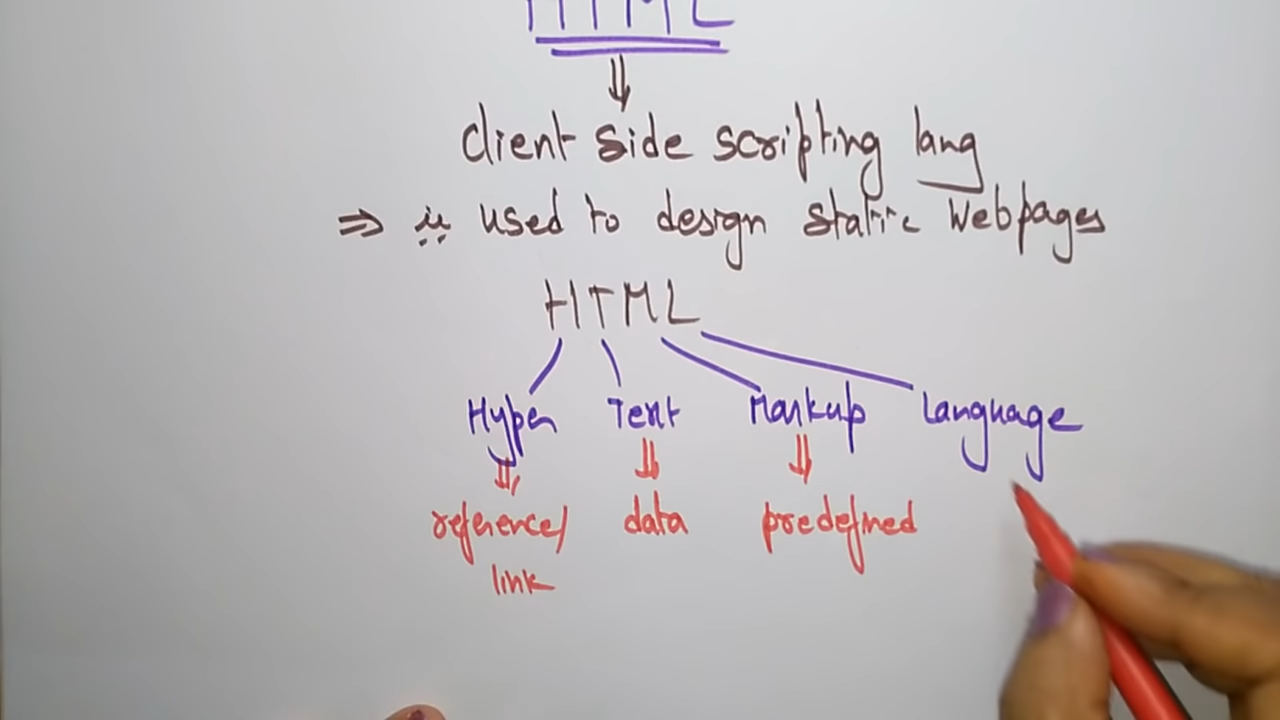 HTML
Client side scripting lang
⇒ it is used to design static Webpages
HTML
Hyper Text Markup Language
reference/ data predefined
link